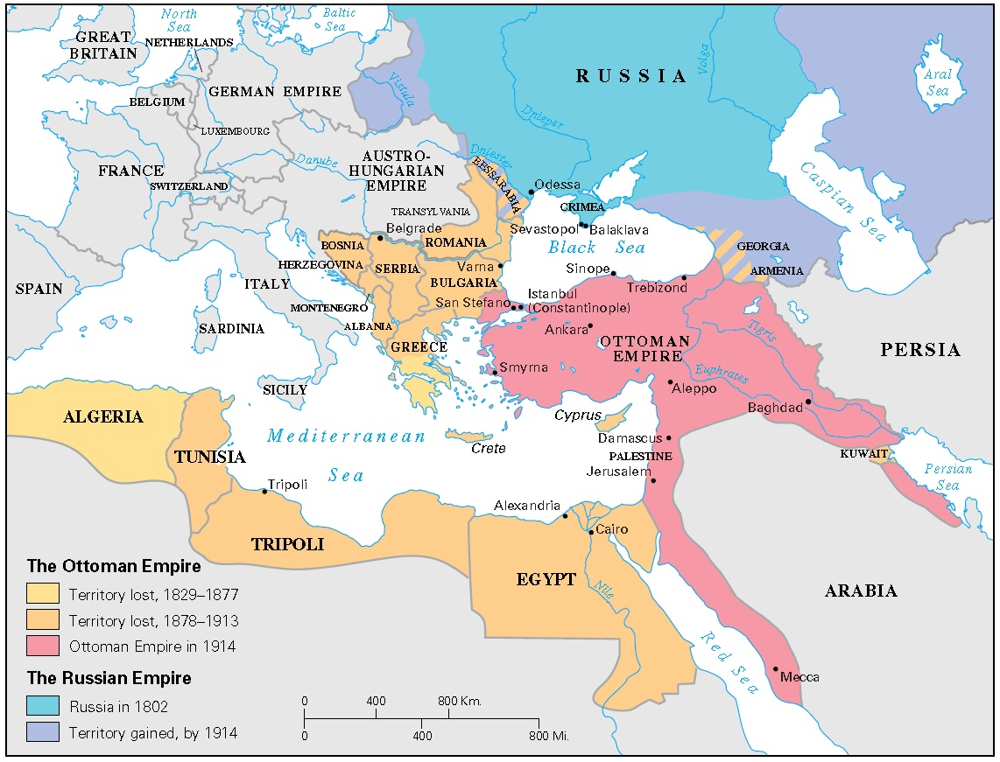 North
Sea
Baltic
Sea
GREAT
BRITAIN
NETHERLANDS
RUSSIA
Volga
Aral
Sea
GERMAN EMPIRE
Vistula
BELGIUM
LUXEMBOURG
Dnieper
FRANCE
SWITZERLAND
Danube
AUSTRO-
HUNGARIAN
EMPIRE
Dniester
BESSARABIA
Odessa
CRIMEA
Caspian Sea
TRANSYLVANIA
Belgrade
Sevastopol
Balaklava
BOSNIA
ROMANIA
Black Sea
GEORGIA
HERZEGOVINA
SERBIA
Varna
Sinope
ARMENIA
SPAIN
ITALY
BULGARIA
Trebizond
MONTENEGRO
San Stefano
Istanbul
(Constantinople)
ALBANIA
Ankara
SARDINIA
GREECE
OTTOMAN
EMPIRE
Tigris
PERSIA
Smyrna
Euphrates
SICILY
Aleppo
Baghdad
ALGERIA
Cyprus
Mediterranean
Sea
Crete
Damascus
TUNISIA
PALESTINE
KUWAIT
Jerusalem
Persian
Sea
Tripoli
Alexandria
Cairo
TRIPOLI
EGYPT
Nile
ARABIA
Red Sea
Mecca
The Ottoman Empire
Territory lost, 1829–1877
Territory lost, 1878–1913
Ottoman Empire in 1914
The Russian Empire
Russia in 1802
Territory gained, by 1914
0 400 800 Km.
0 400 800 Mi.